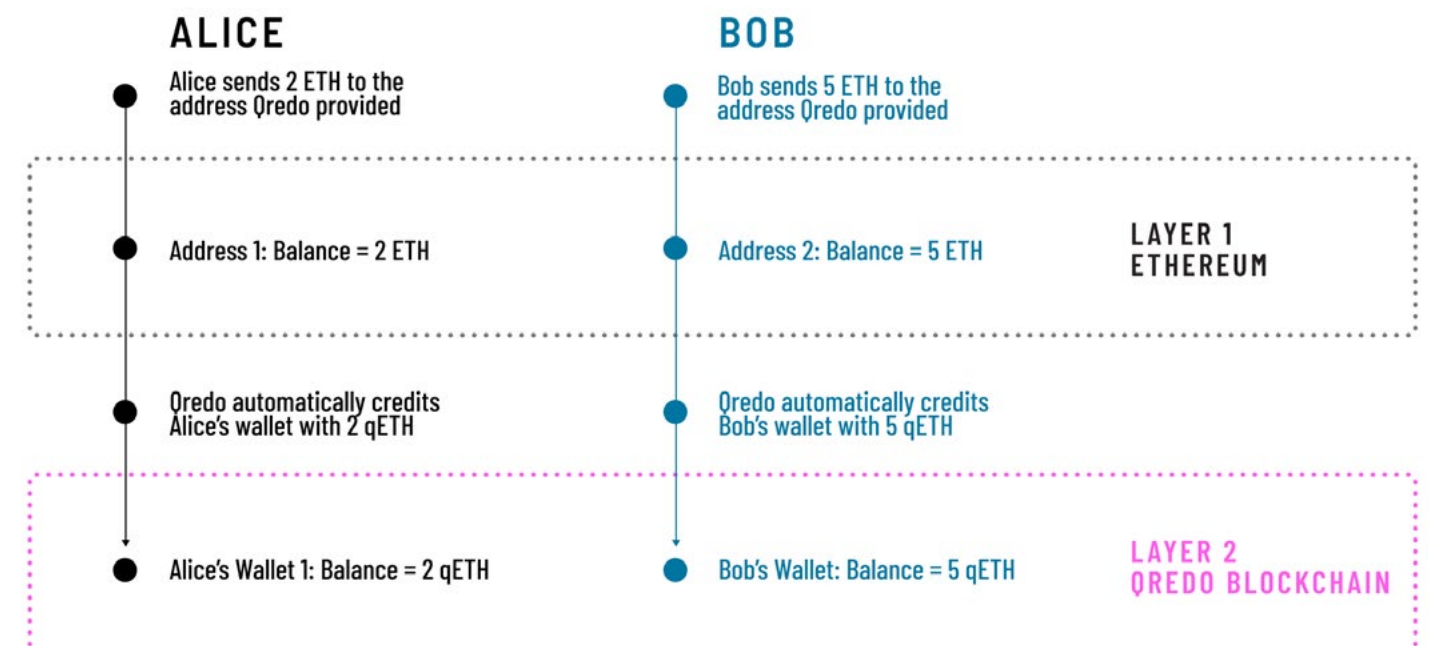 ALICE
BOB
Alice sends 2 ETH to the
address Qredo provided
Bob sends 5 ETH to the
address Qredo provided
Address 1: Balance = 2 ETH
Address 2: Balance = 5 ETH
LAYER 1
ETHEREUM
Qredo automatically credits
Alice's wallet with 2 qETH
Qredo automatically credits
Bob's wallet with 5 qETH
Alice's Wallet 1: Balance = 2 qETH
Bob's Wallet: Balance = 5 qETH
LAYER 2
QREDO BLOCKCHAIN